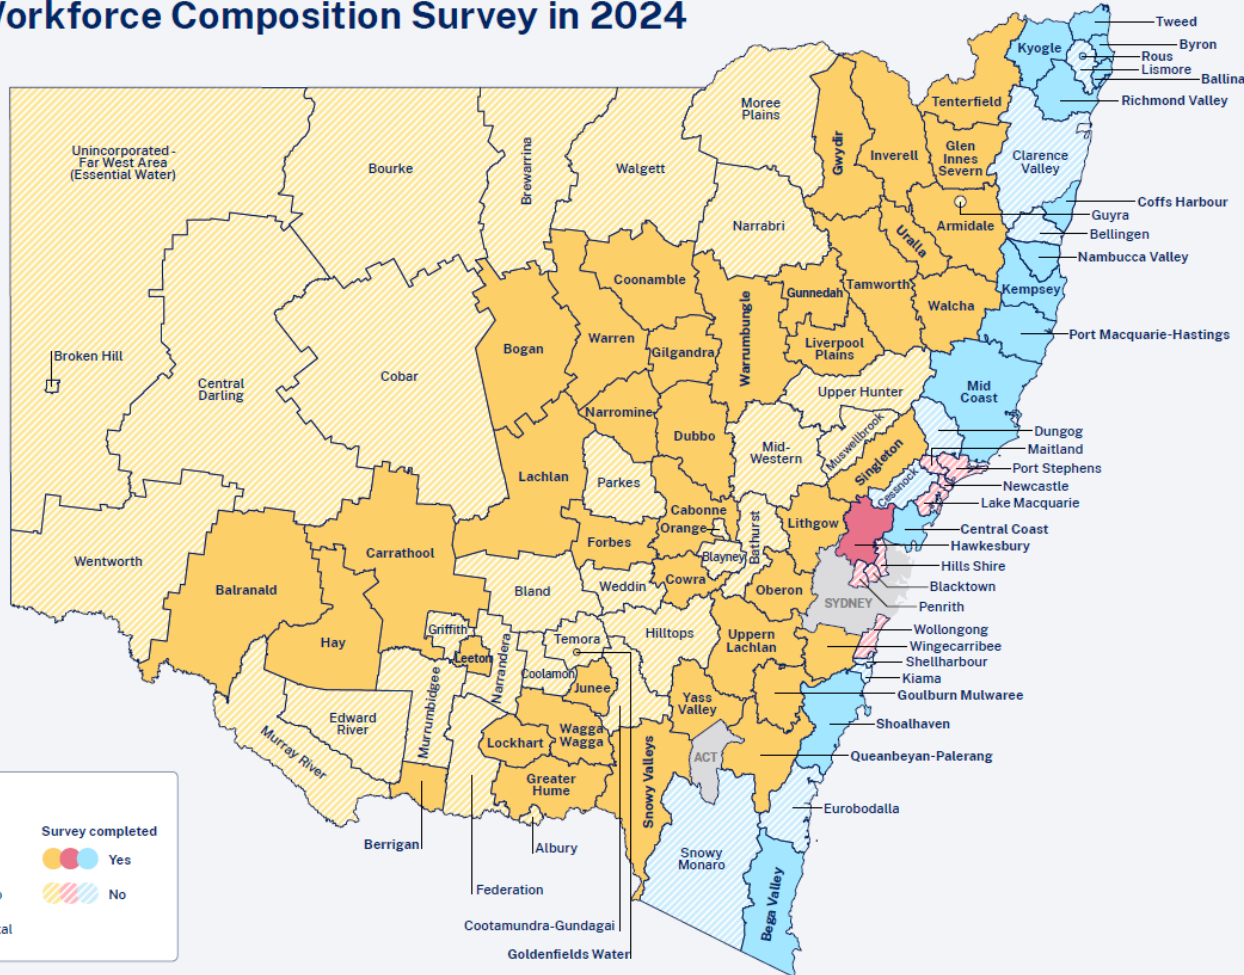 Workforce Composition Survey in 2024
Tweed
Kyogle
Byron
Rous
Lismore
Ballina
Richmond Valley
Tenterfield
Moree
Plains
Gwydir
Inverell
Glen
Innes
Severn
Clarence
Valley
Unincorporated -
Far West Area
(Essential Water)
Bourke
Brewarrina
Walgett
Narrabri
Coffs Harbour
Guyra
Armidale
Bellingen
Uralla
Nambucca Valley
Coonamble
Gunnedah
Tamworth
Kempsey
Walcha
Warrumbungle
Port Macquarie-Hastings
Bogan
Warren
Gilgandra
Liverpool
Plains
Broken Hill
Central
Darling
Cobar
Upper Hunter
Mid
Coast
Narromine
Dubbo
Muswellbrook
Dungog
Mid-
Western
Singleton
Maitland
Port Stephens
Lachlan
Parkes
Cessnock
Newcastle
Lake Macquarie
Cabonne
Orange
Bathurst
Lithgow
Central Coast
Forbes
Carrathool
Hawkesbury
Wentworth
Blayney
Hills Shire
Balranald
Bland
Weddin
Cowra
Oberon
Blacktown
SYDNEY
Penrith
Griffith
Temora
Hilltops
Uppern
Lachlan
Wollongong
Hay
Wingecarribee
Leeton
Narrandera
Shellharbour
Coolamon
Kiama
Junee
Yass
Valley
Goulburn Mulwaree
Murrumbidgee
Edward
River
Shoalhaven
Murray River
Lockhart
Wagga
Wagga
Snowy Valleys
ACT
Queanbeyan-Palerang
Greater
Hume
Eurobodalla
Berrigan
Albury
Snowy
Monaro
Federation
Bega Valley
Cootamundra-Gundagai
Goldenfields Water
Survey completed
Yes
No